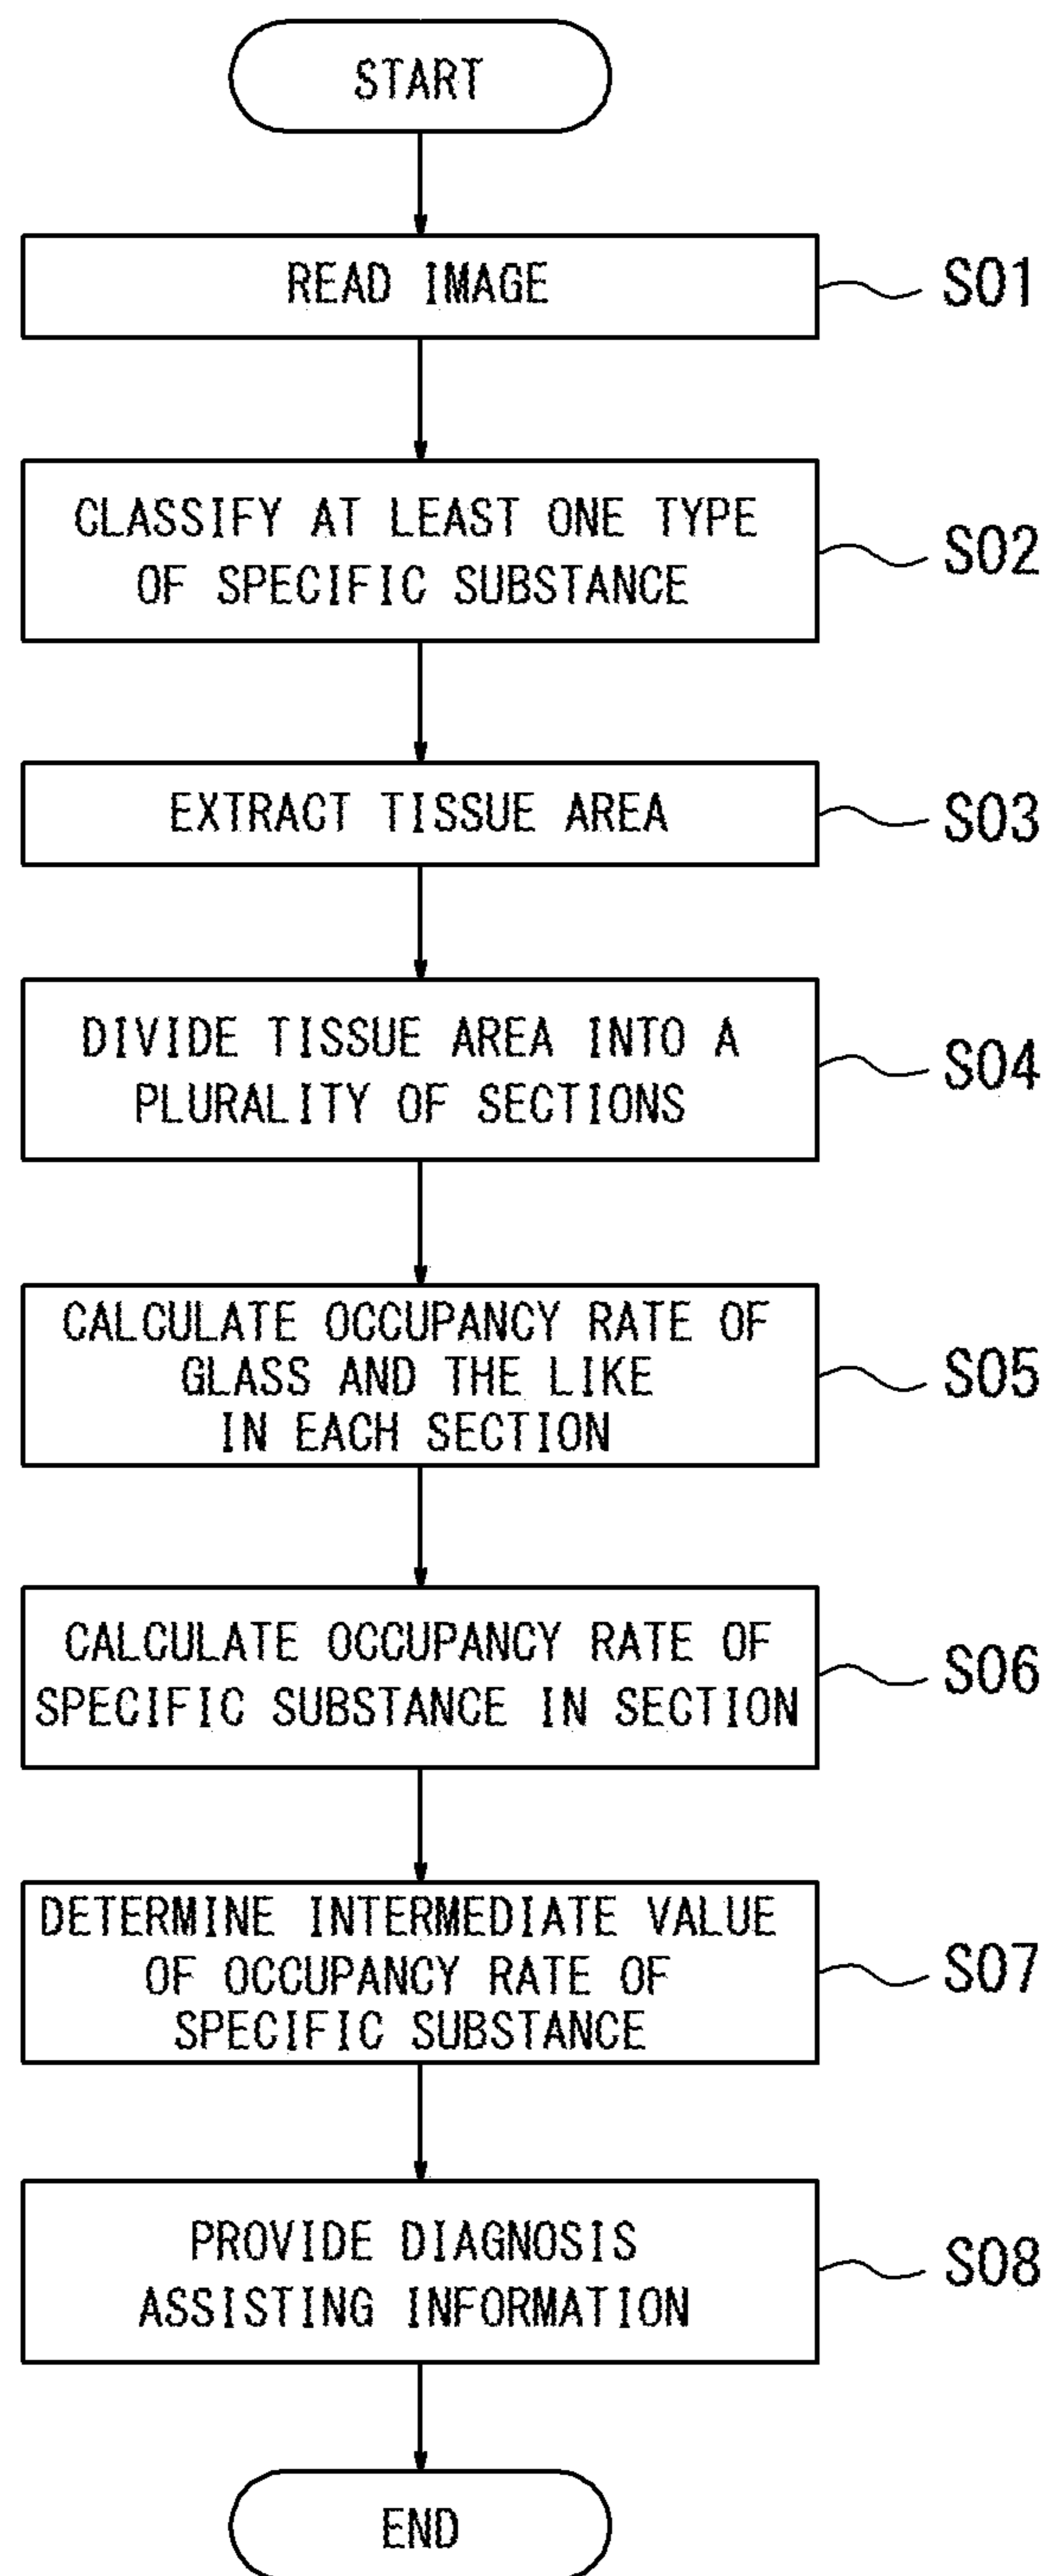 START
READ IMAGE
S01
CLASSIFY AT LEAST ONE TYPE
OF SPECIFIC SUBSTANCE
S02
EXTRACT TISSUE AREA
S03
DIVIDE TISSUE AREA INTO A
PLURALITY OF SECTIONS
S04
CALCULATE OCCUPANCY RATE OF
GLASS AND THE LIKE
IN EACH SECTION
S05
CALCULATE OCCUPANCY RATE OF
SPECIFIC SUBSTANCE IN SECTION
S06
DETERMINE INTERMEDIATE VALUE
OF OCCUPANCY RATE OF
SPECIFIC SUBSTANCE
S07
PROVIDE DIAGNOSIS
ASSISTING INFORMATION
S08
END